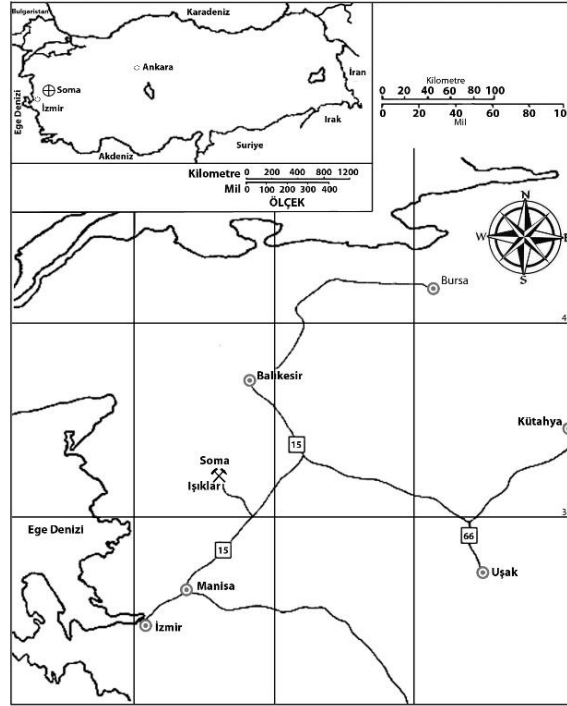 Bulgaristan
Karadeniz
Ankara
İran
Soma
İzmir
Ege Denizi
Akdeniz
Suriye
Irak
Kilometre 0 200 400 800 1200
Mil 0 100 200 300 400
ÖLÇEK
Kilometre
0 20 40 60 80 100
0 20 40 60 80
Mil
N
W
S
Bursa
Balıkesir
Kütahya
15
Soma
Işıklar
Ege Denizi
15
66
Manisa
Uşak
İzmir